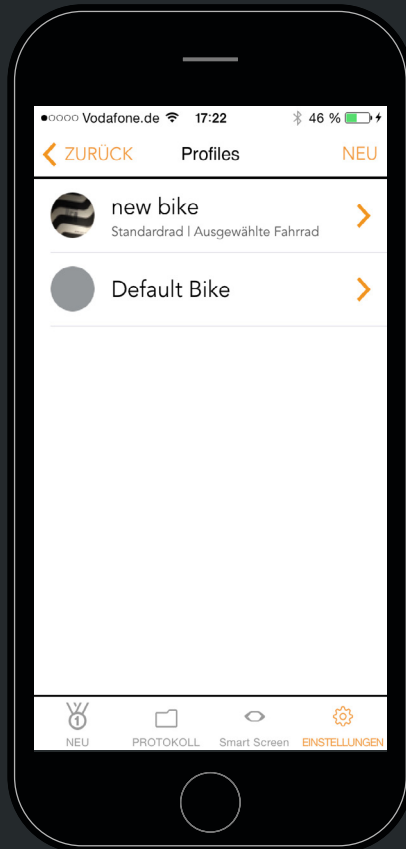 Vodafone.de 17:22 46 %
ZURÜCK Profiles NEU
new bike
Standardrad | Ausgewählte Fahrrad
Default Bike
1
NEU PROTOKOLL Smart Screen EINSTELLUNGEN